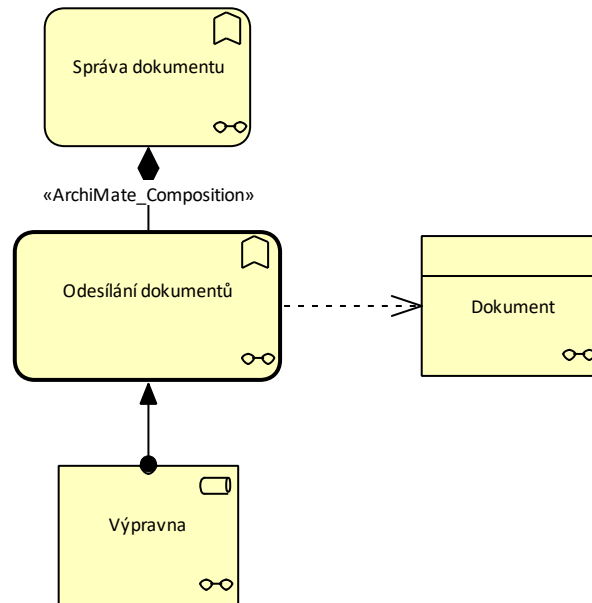 Správa dokumentu
«ArchiMate_Composition»
Odesílání dokumentů
Dokument
Výpravna